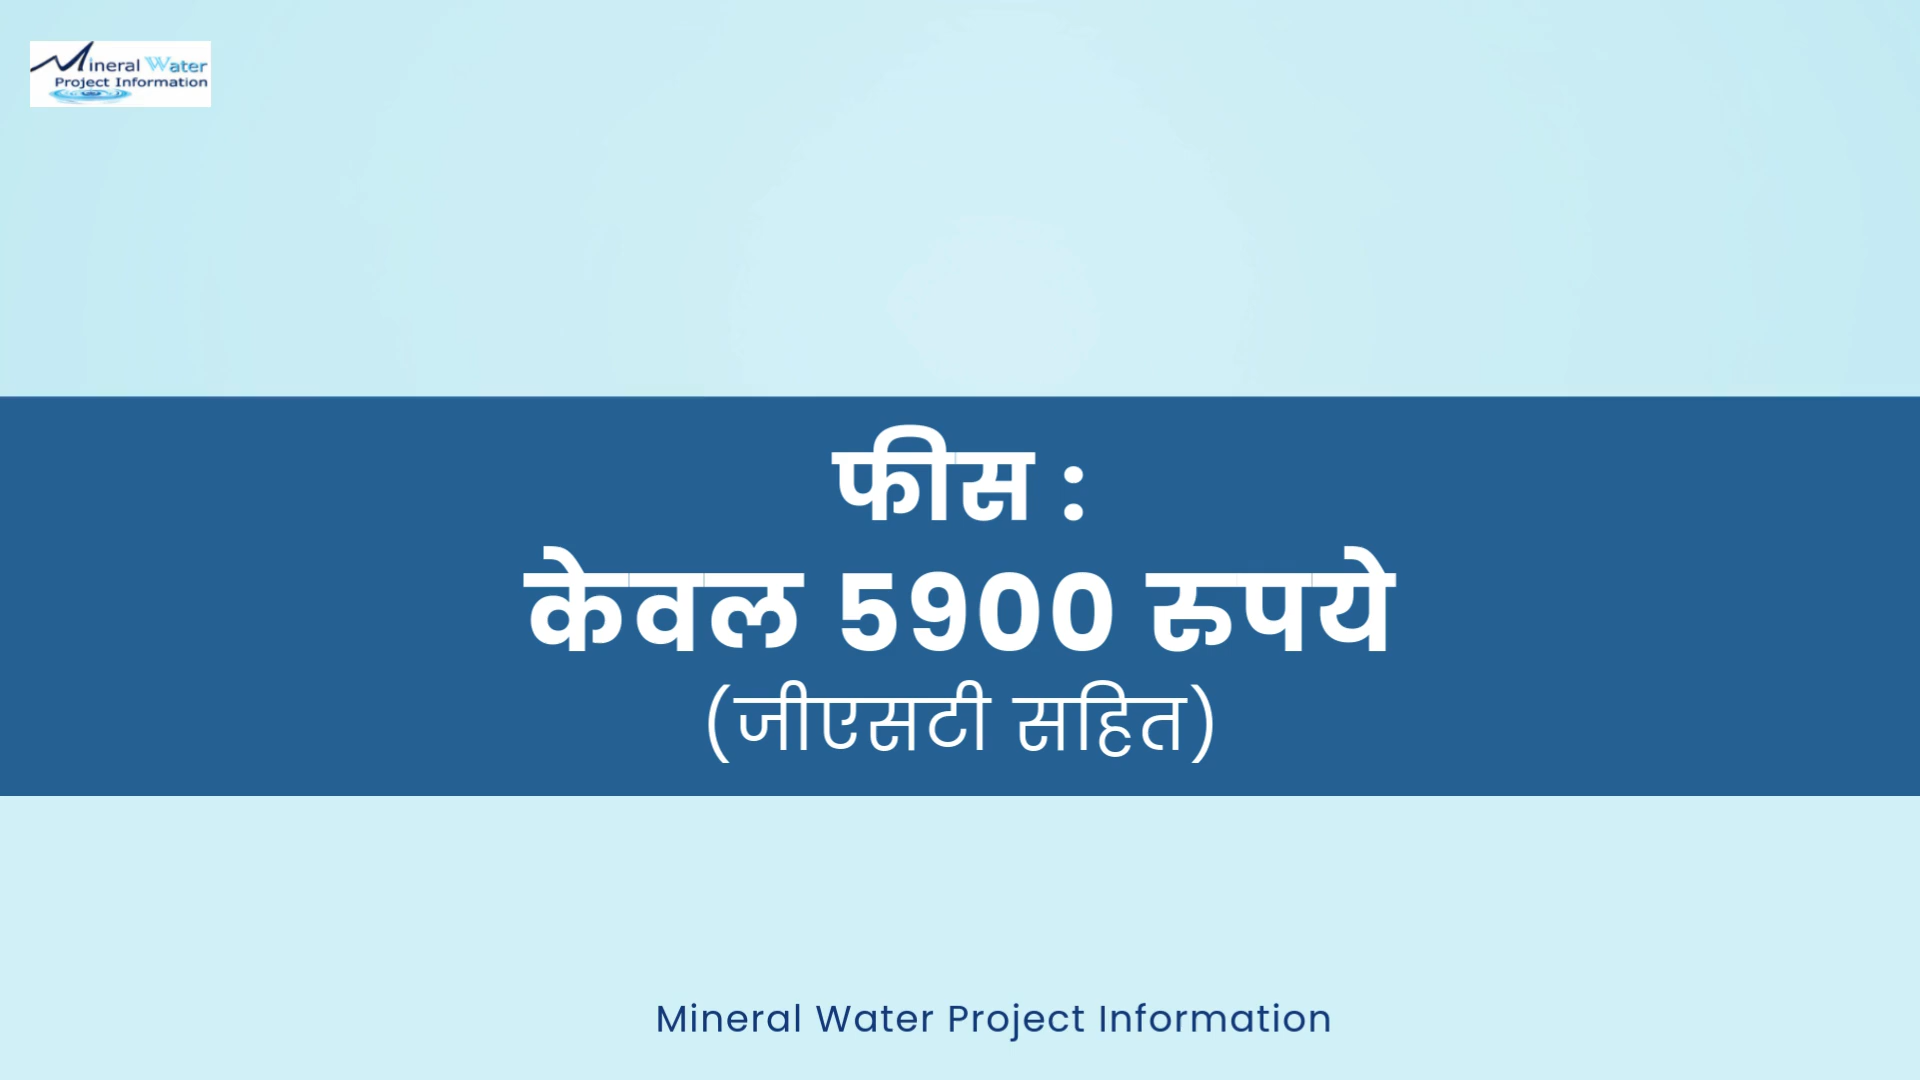 Mineral Water
Project Information
फीस :
केवल 5900 रुपये
(जीएसटी सहित)
Mineral Water Project Information